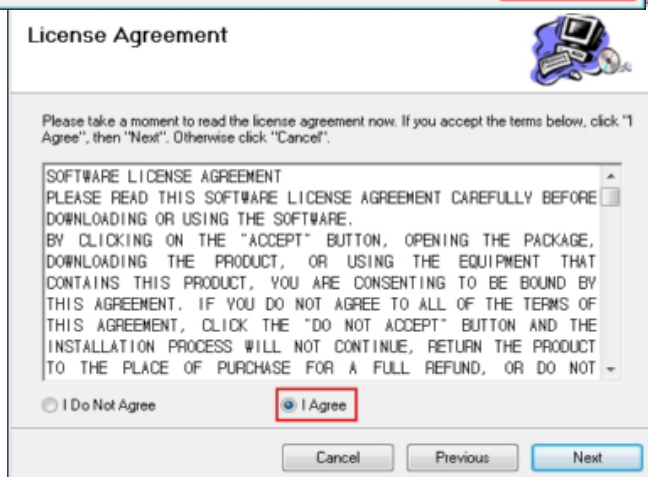 License Agreement
Please take a moment to read the license agreement now. If you accept the terms below, click "I
Agree", then "Next". Otherwise click "Cancel".
SOFTWARE LICENSE AGREEMENT
PLEASE READ THIS SOFTWARE LICENSE AGREEMENT CAREFULLY BEFORE
DOWNLOADING OR USING THE SOFTWARE.
BY CLICKING ON THE "ACCEPT" BUTTON, OPENING THE PACKAGE,
DOWNLOADING THE PRODUCT, OR USING THE EQUIPMENT THAT
CONTAINS THIS PRODUCT, YOU ARE CONSENTING TO BE BOUND BY
THIS AGREEMENT. IF YOU DO NOT AGREE TO ALL OF THE TERMS OF
THIS AGREEMENT, CLICK THE "DO NOT ACCEPT" BUTTON AND THE
INSTALLATION PROCESS WILL NOT CONTINUE, RETURN THE PRODUCT
TO THE PLACE OF PURCHASE FOR A FULL REFUND, OR DO NOT
I Do Not Agree I Agree
Cancel Previous Next